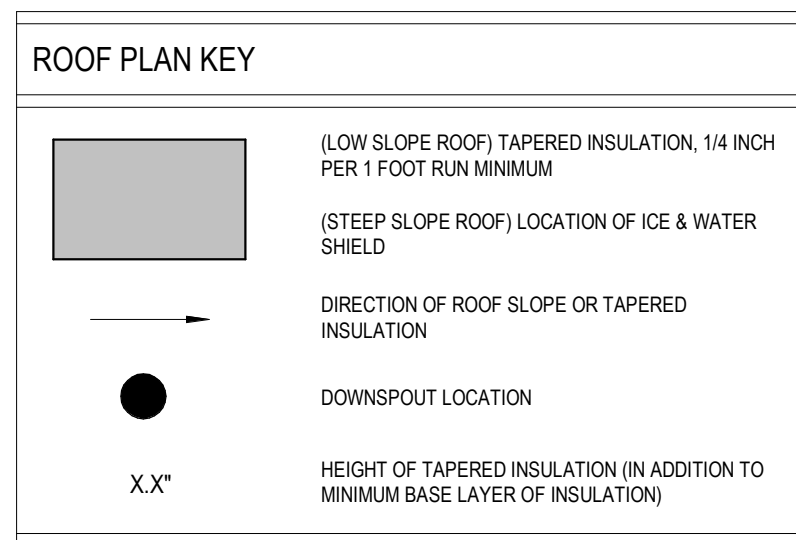 ROOF PLAN KEY
(LOW SLOPE ROOF) TAPERED INSULATION, 1/4 INCH
PER 1 FOOT RUN MINIMUM
(STEEP SLOPE ROOF) LOCATION OF ICE & WATER
SHIELD
DIRECTION OF ROOF SLOPE OR TAPERED
INSULATION
DOWNSPOUT LOCATION
X.X"
HEIGHT OF TAPERED INSULATION (IN ADDITION TO
MINIMUM BASE LAYER OF INSULATION)